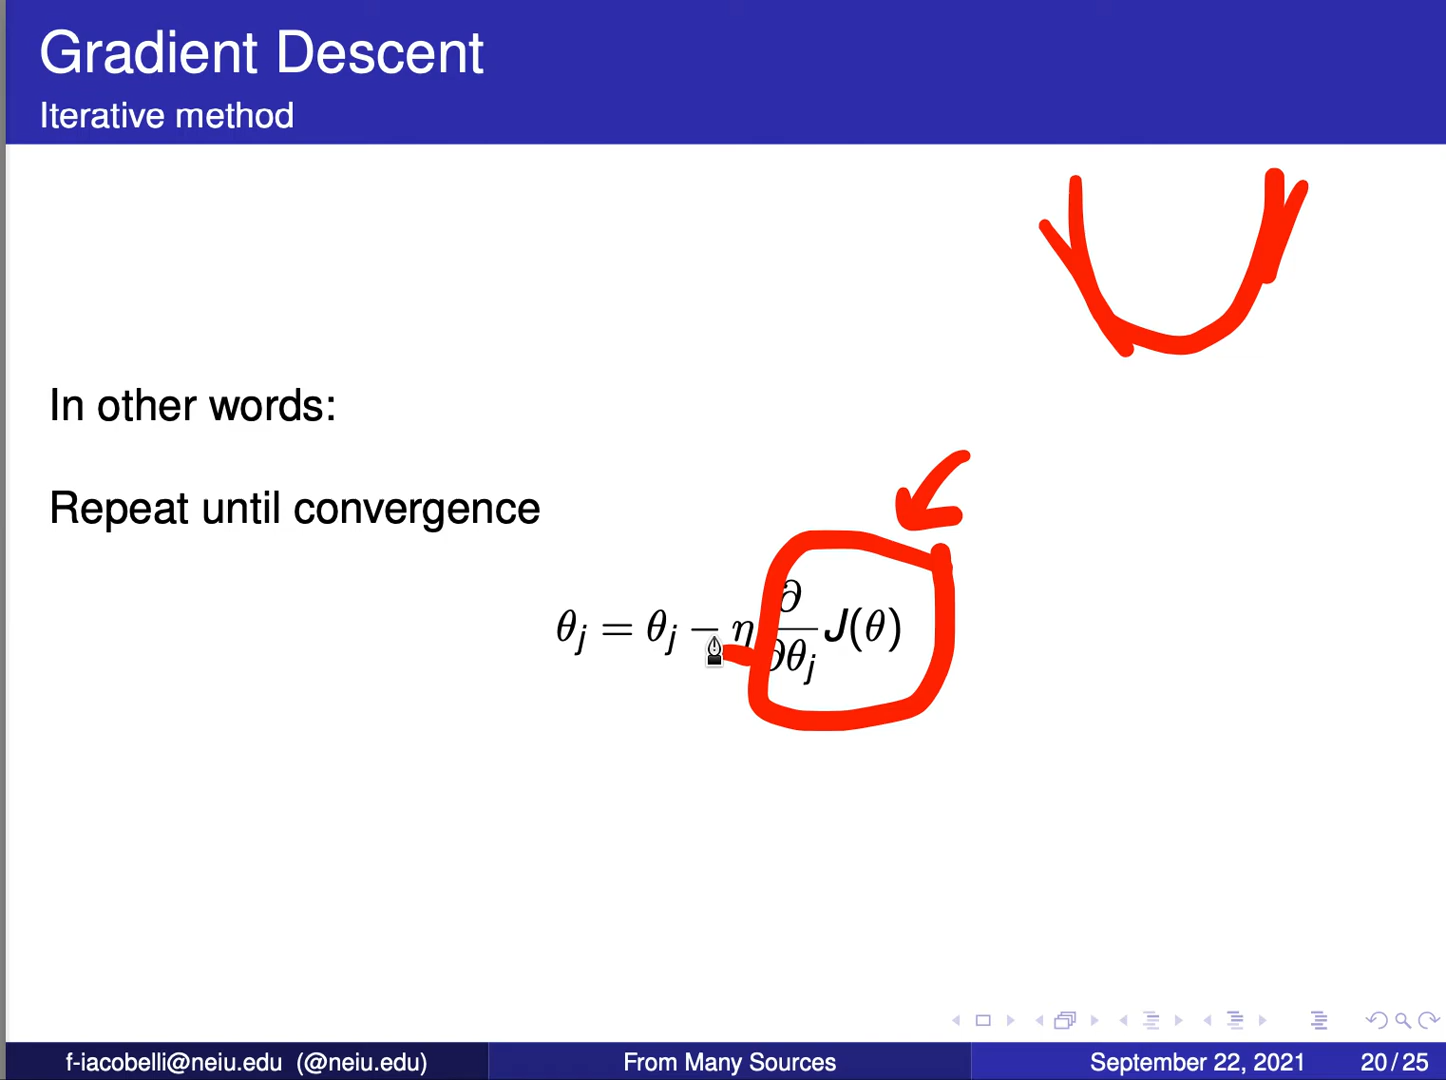 Gradient Descent
Iterative method
In other words:
Repeat until convergence
θj = θj − η ∂/∂θj J(θ)
f-iacobelli@neiu.edu (@neiu.edu)
From Many Sources
September 22, 2021
20 / 25